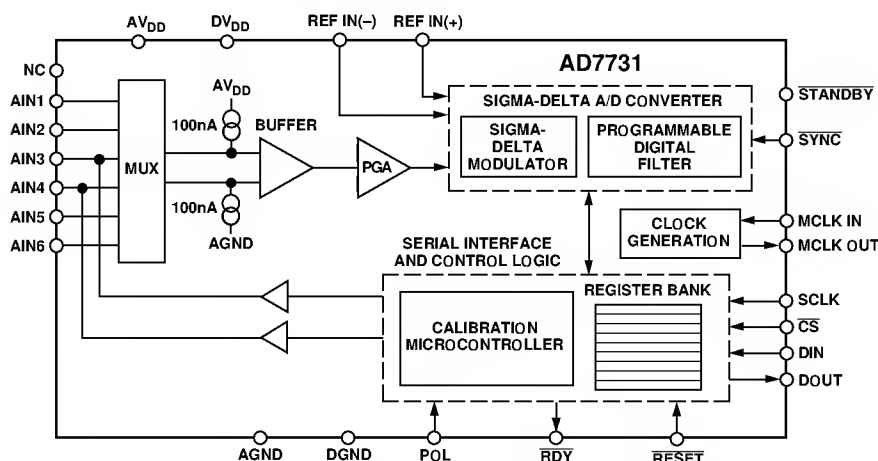 AVDD
DVDD
REF IN(–)
REF IN(+)
AD7731
NC
AIN1
AIN2
AIN3
AIN4
AIN5
AIN6
MUX
AVDD
100nA
100nA
AGND
BUFFER
PGA
SIGMA-DELTA A/D CONVERTER
SIGMA-
DELTA
MODULATOR
PROGRAMMABLE
DIGITAL
FILTER
STANDBY
SYNC
CLOCK
GENERATION
MCLK IN
MCLK OUT
SERIAL INTERFACE
AND CONTROL LOGIC
REGISTER BANK
CALIBRATION
MICROCONTROLLER
SCLK
CS
DIN
DOUT
AGND
DGND
POL
RDY
RESET